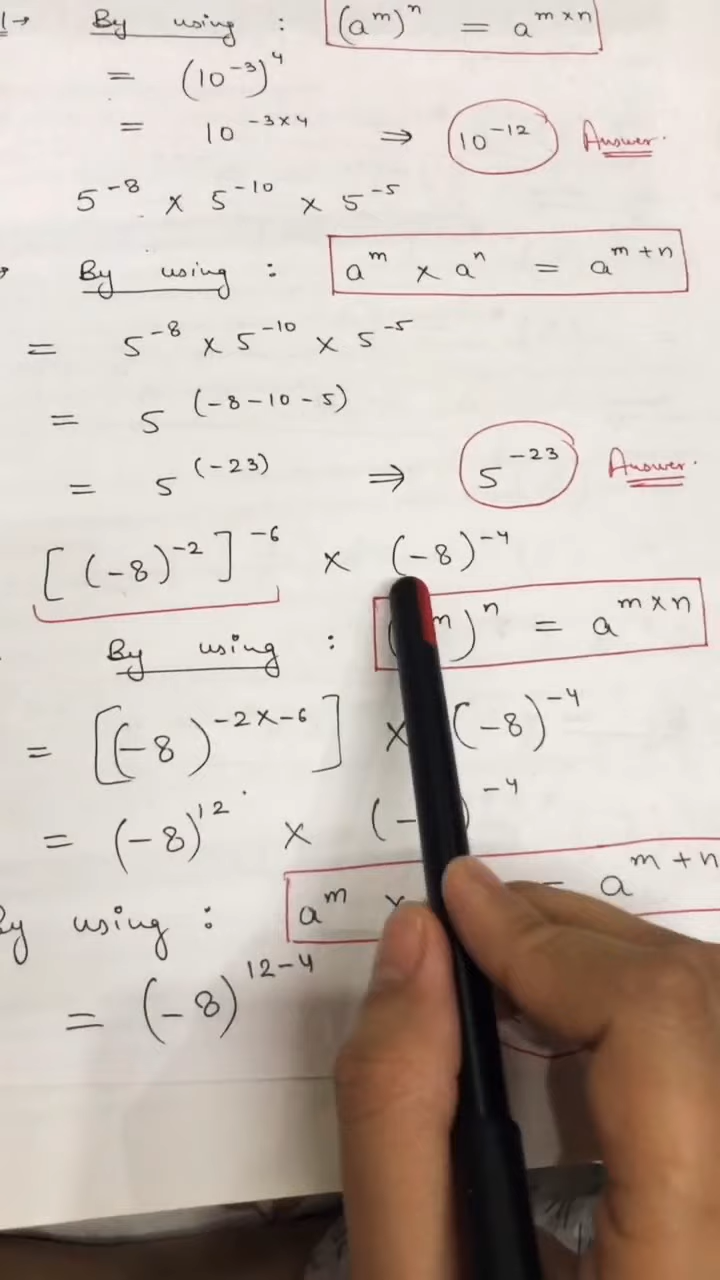 1→ By using : (a^m)^n = a^{m×n}
= (10^{-3})^4
= 10^{-3×4} ⇒ 10^{-12} Answer.
5^{-8} × 5^{-10} × 5^{-5}
→ By using : a^m × a^n = a^{m+n}
= 5^{-8} × 5^{-10} × 5^{-5}
= 5^{(-8-10-5)}
= 5^{(-23)} ⇒ 5^{-23} Answer.
[(-8)^{-2}]^{-6} × (-8)^{-4}
By using : )^n = a^{m×n}
= [(-8)^{-2×-6}] × (-8)^{-4}
= (-8)^{12} × (- )^{-4}
By using : a^m × = a^{m+n}
= (-8)^{12-4}